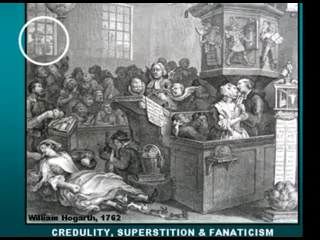 William Hogarth, 1762
CREDULITY, SUPERSTITION & FANATICISM